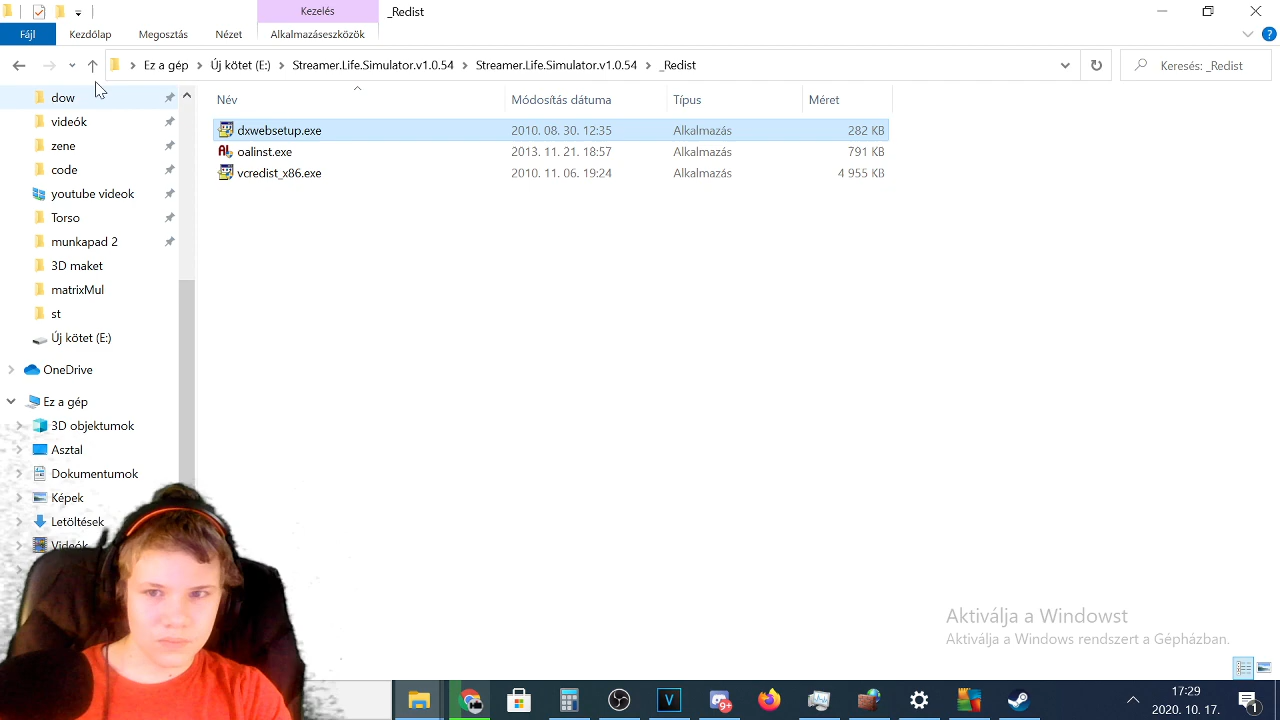 Kezelés
_Redist
Fájl
Kezdőlap
Megosztás
Nézet
Alkalmazáseszközök
?
Ez a gép
Új kötet (E:)
Streamer.Life.Simulator.v1.0.54
Streamer.Life.Simulator.v1.0.54
_Redist
Keresés: _Redist
Név
Módosítás dátuma
Típus
Méret
dxwebsetup.exe 2010. 08. 30. 12:35 Alkalmazás 282 KB
oalinst.exe 2013. 11. 21. 18:57 Alkalmazás 791 KB
vcredist_x86.exe 2010. 11. 06. 19:24 Alkalmazás 4 955 KB
dow
videók
zene
code
youtube videok
Torso
munkapad 2
3D maket
matrixMul
st
Új kötet (E:)
OneDrive
Ez a gép
3D objektumok
Asztal
Dokumentumok
Képek
Letöltések
Videók
Aktiválja a Windowst
Aktiválja a Windows rendszert a Gépházban.
V
9+
17:29
2020. 10. 17.
1